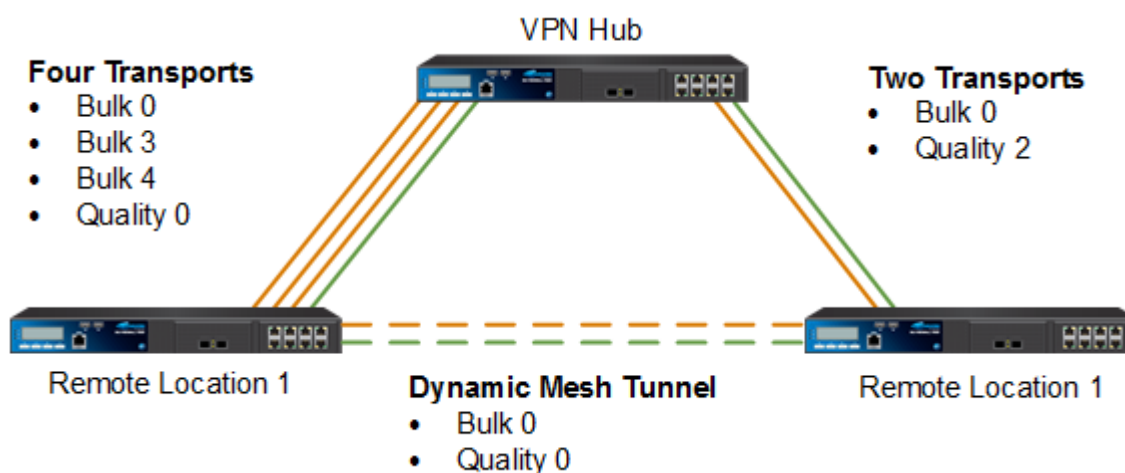 VPN Hub
Four Transports
• Bulk 0
• Bulk 3
• Bulk 4
• Quality 0
Two Transports
• Bulk 0
• Quality 2
Remote Location 1
Dynamic Mesh Tunnel
• Bulk 0
• Quality 0
Remote Location 1